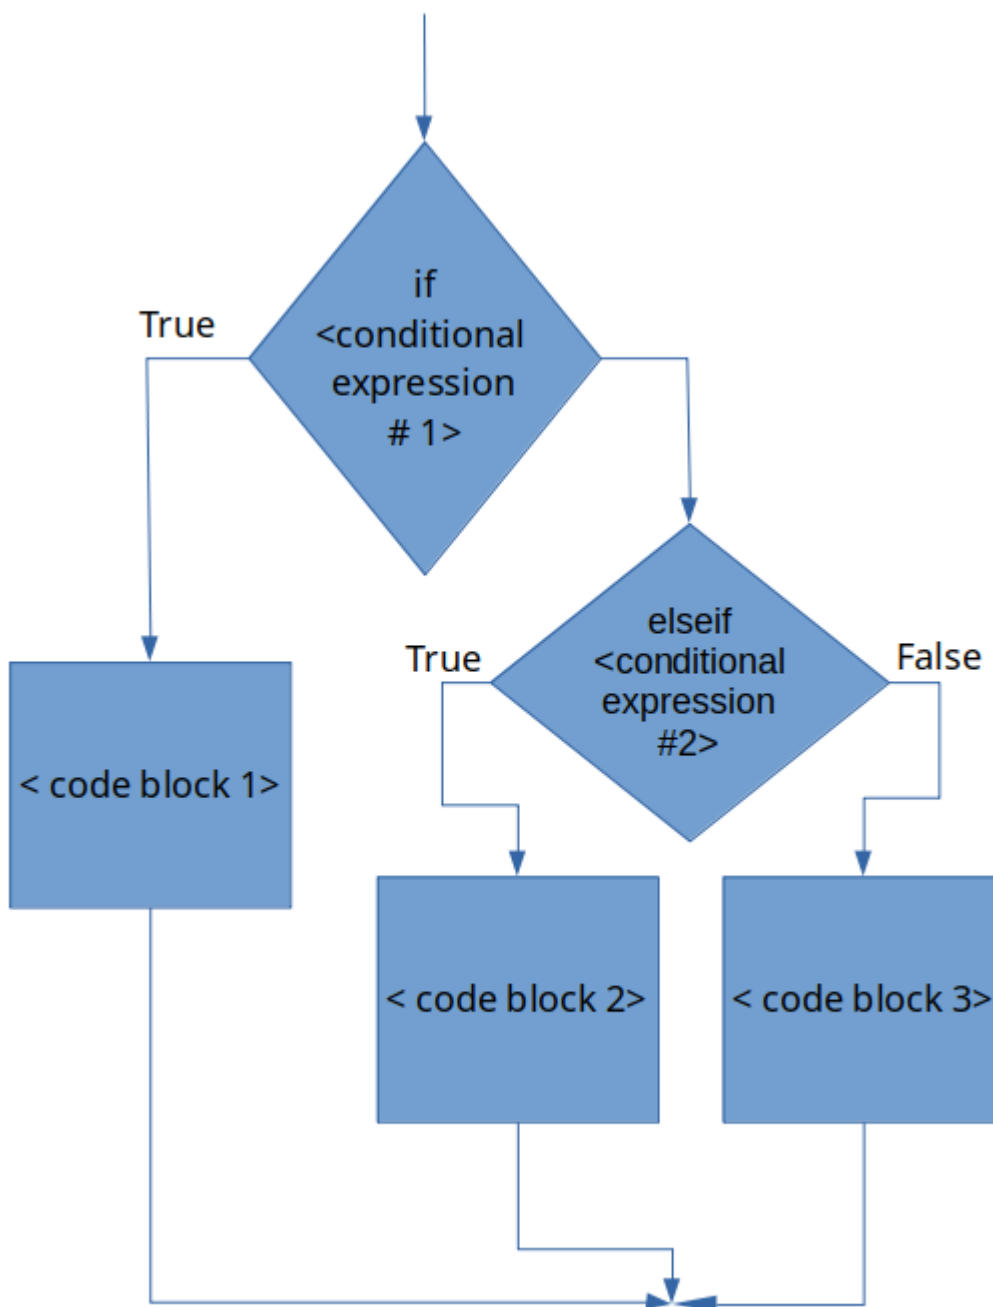 if
<conditional
expression
# 1>
True
elseif
<conditional
expression
#2>
True
False
< code block 1>
< code block 2>
< code block 3>